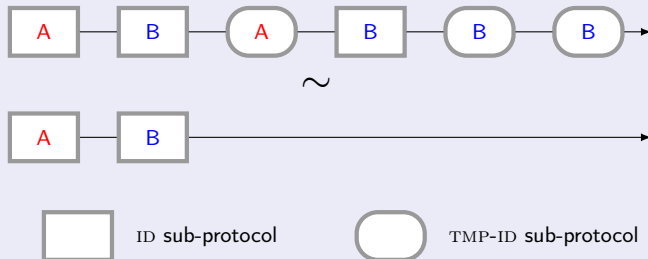 A B A B B B
∼
A B
ID sub-protocol TMP-ID sub-protocol